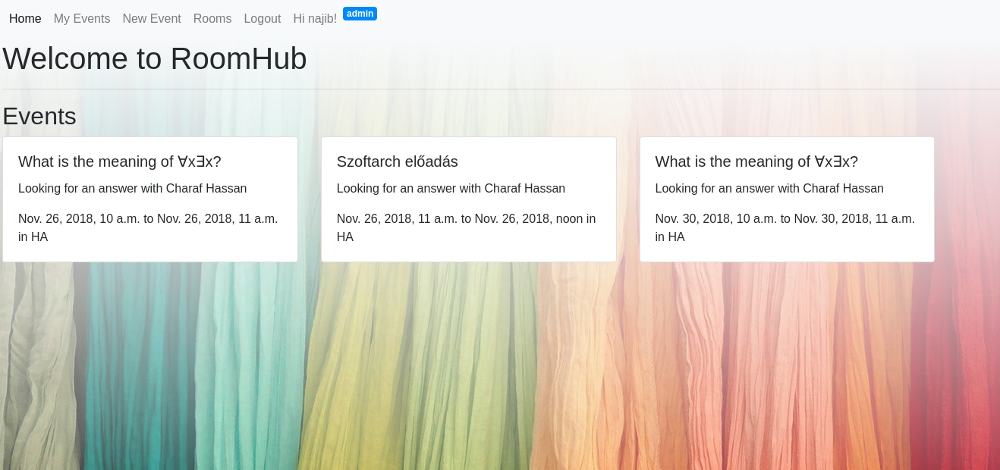 Home My Events New Event Rooms Logout Hi najib! admin
Welcome to RoomHub
Events
What is the meaning of ∀x∃x?
Looking for an answer with Charaf Hassan
Nov. 26, 2018, 10 a.m. to Nov. 26, 2018, 11 a.m.
in HA
Szoftarch előadás
Looking for an answer with Charaf Hassan
Nov. 26, 2018, 11 a.m. to Nov. 26, 2018, noon in
HA
What is the meaning of ∀x∃x?
Looking for an answer with Charaf Hassan
Nov. 30, 2018, 10 a.m. to Nov. 30, 2018, 11 a.m.
in HA